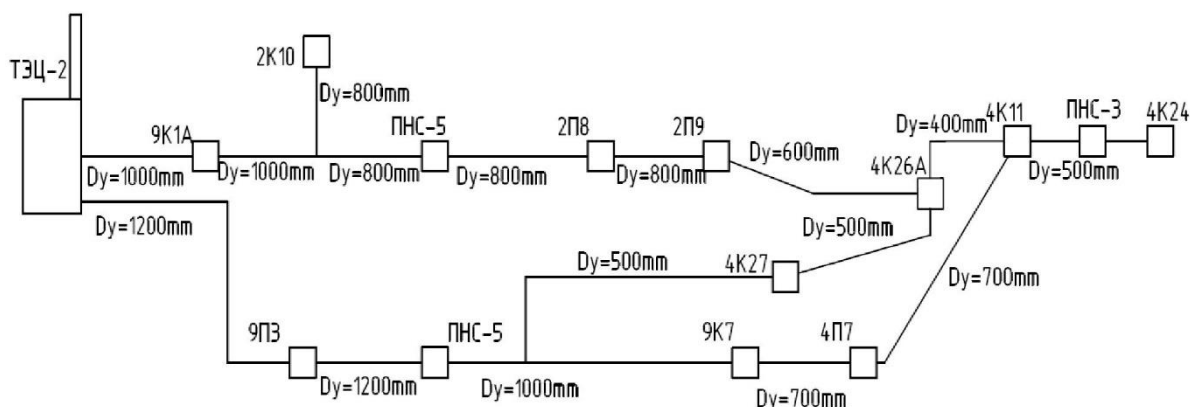 ТЭЦ-2
2К10
Dy=800mm
9К1А
ПНС-5
2П8
2П9
Dy=400mm
4К11
ПНС-3
4К24
Dy=1000mm
Dy=1000mm
Dy=800mm
Dy=800mm
Dy=800mm
Dy=600mm
4К26А
Dy=500mm
Dy=1200mm
Dy=500mm
Dy=500mm
4К27
Dy=700mm
9П3
ПНС-5
9К7
4П7
Dy=1200mm
Dy=1000mm
Dy=700mm